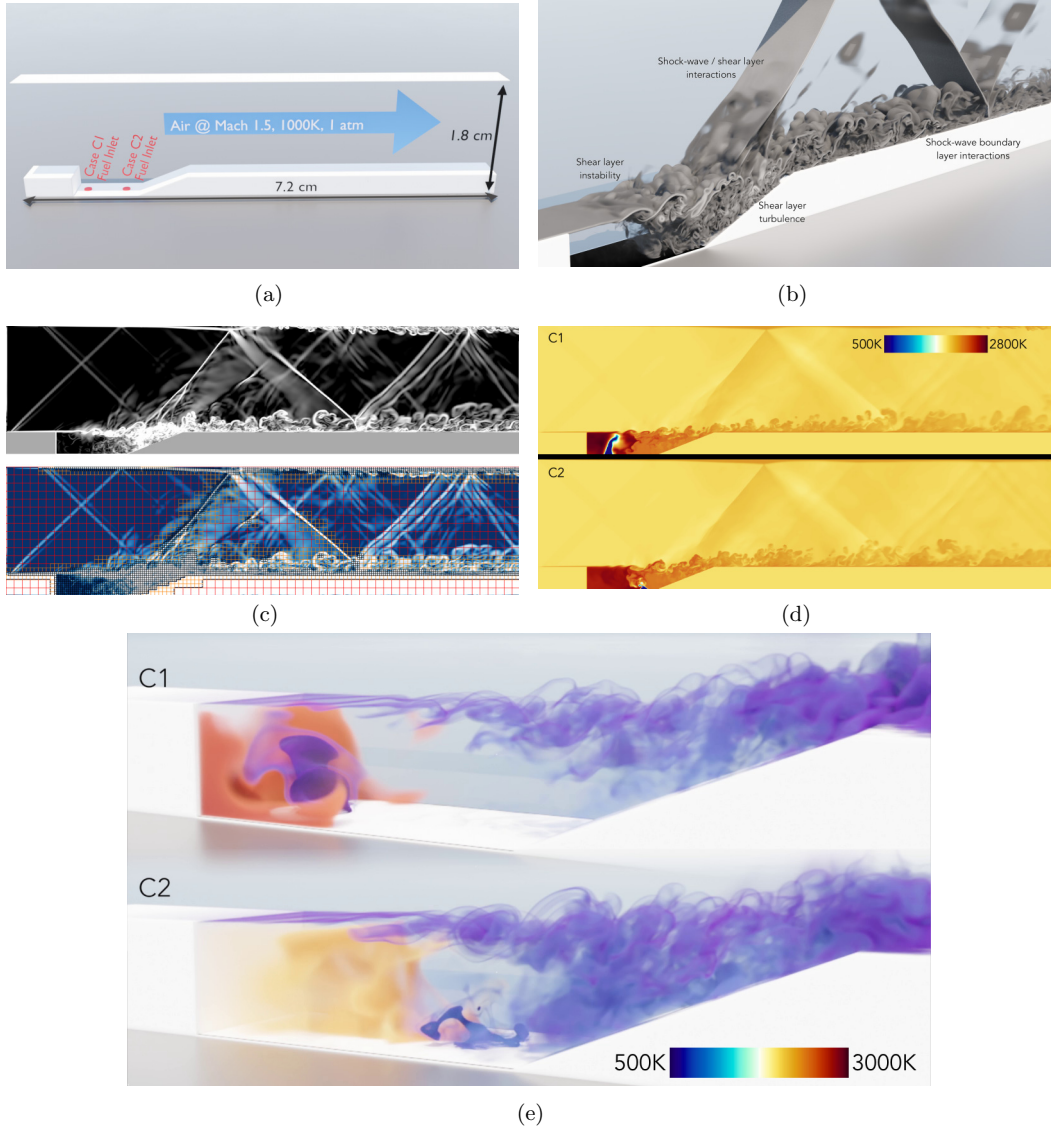 Case C1
Fuel Inlet
Case C2
Fuel Inlet
Air @ Mach 1.5, 1000K, 1 atm
1.8 cm
7.2 cm
(a)
Shock-wave / shear layer
interactions
Shear layer
instability
Shock-wave boundary
layer interactions
Shear layer
turbulence
(b)
(c)
C1
500K
2800K
C2
(d)
C1
C2
500K
3000K
(e)